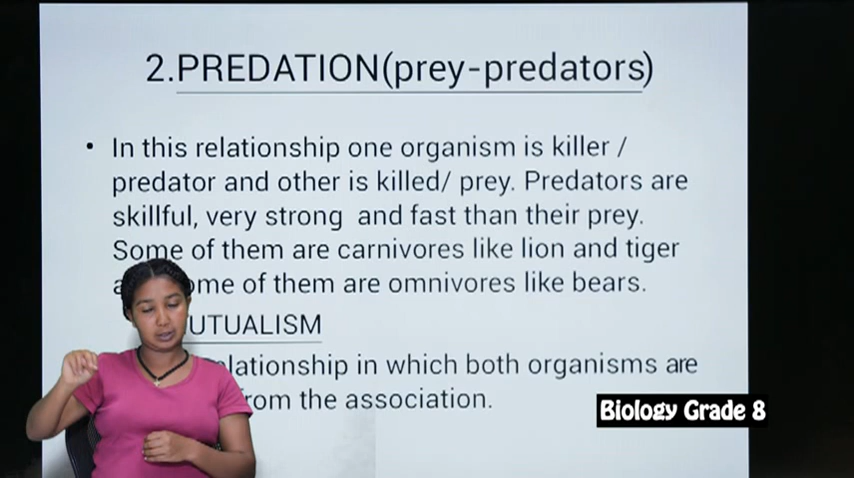 2.PREDATION(prey-predators)
• In this relationship one organism is killer /
predator and other is killed/ prey. Predators are
skillful, very strong and fast than their prey.
Some of them are carnivores like lion and tiger
ome of them are omnivores like bears.
UTUALISM
lationship in which both organisms are
rom the association.
Biology Grade 8